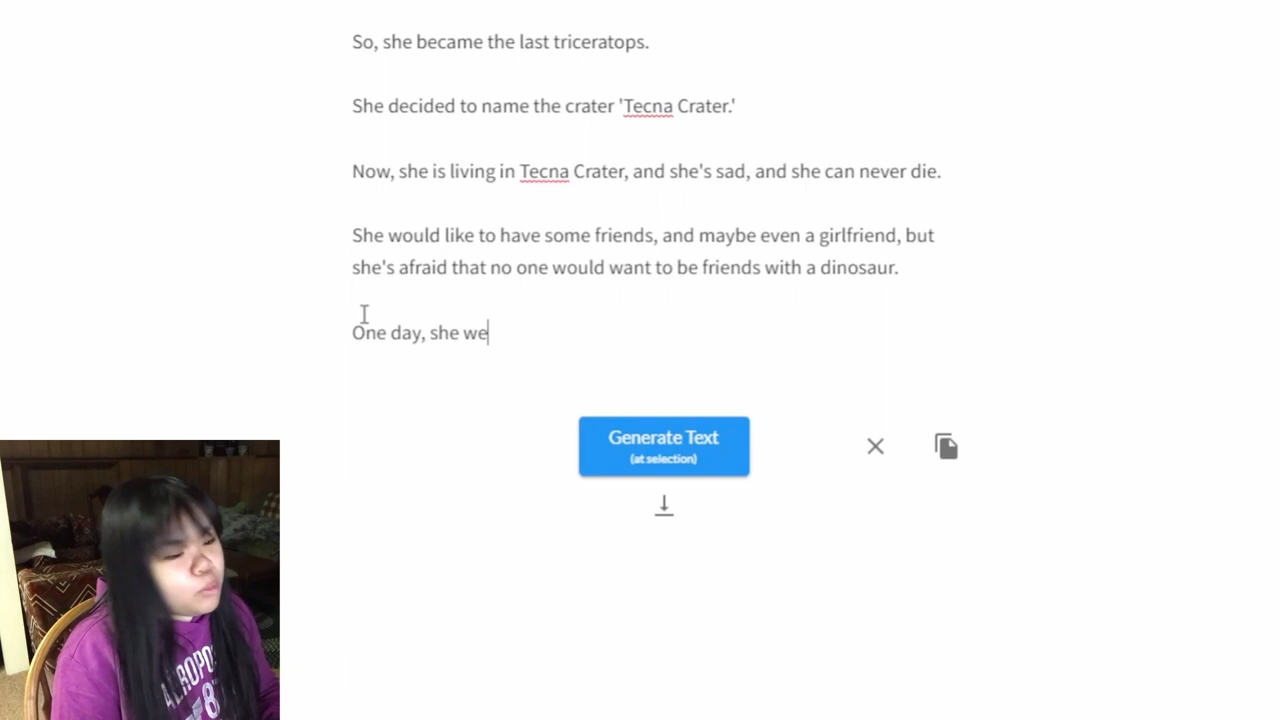 So, she became the last triceratops.
She decided to name the crater 'Tecna Crater.'
Now, she is living in Tecna Crater, and she's sad, and she can never die.
She would like to have some friends, and maybe even a girlfriend, but
she's afraid that no one would want to be friends with a dinosaur.
One day, she we
Generate Text
(at selection)
87